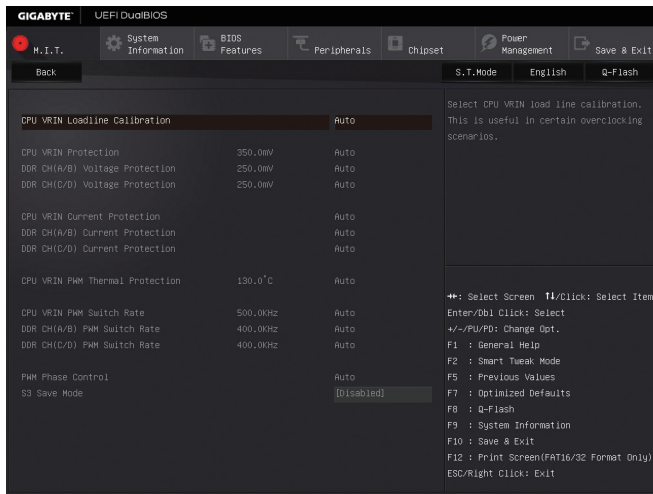 GIGABYTE™ UEFI DualBIOS
M.I.T. System Information BIOS Features Peripherals Chipset Power Management Save & Exit
Back S.T.Mode English Q-Flash
CPU VRIN Loadline Calibration Auto
CPU VRIN Protection 350.0mV Auto
DDR CH(A/B) Voltage Protection 250.0mV Auto
DDR CH(C/D) Voltage Protection 250.0mV Auto
CPU VRIN Current Protection Auto
DDR CH(A/B) Current Protection Auto
DDR CH(C/D) Current Protection Auto
CPU VRIN PWM Thermal Protection 130.0°C Auto
CPU VRIN PWM Switch Rate 500.0KHz Auto
DDR CH(A/B) PWM Switch Rate 400.0KHz Auto
DDR CH(C/D) PWM Switch Rate 400.0KHz Auto
PWM Phase Control Auto
S3 Save Mode [Disabled]
Select CPU VRIN load line calibration.
This is useful in certain overclocking
scenarios.
→←: Select Screen ↑↓/Click: Select Item
Enter/Dbl Click: Select
+/-/PU/PD: Change Opt.
F1 : General Help
F2 : Smart Tweak Mode
F5 : Previous Values
F7 : Optimized Defaults
F8 : Q-Flash
F9 : System Information
F10 : Save & Exit
F12 : Print Screen(FAT16/32 Format Only)
ESC/Right Click: Exit